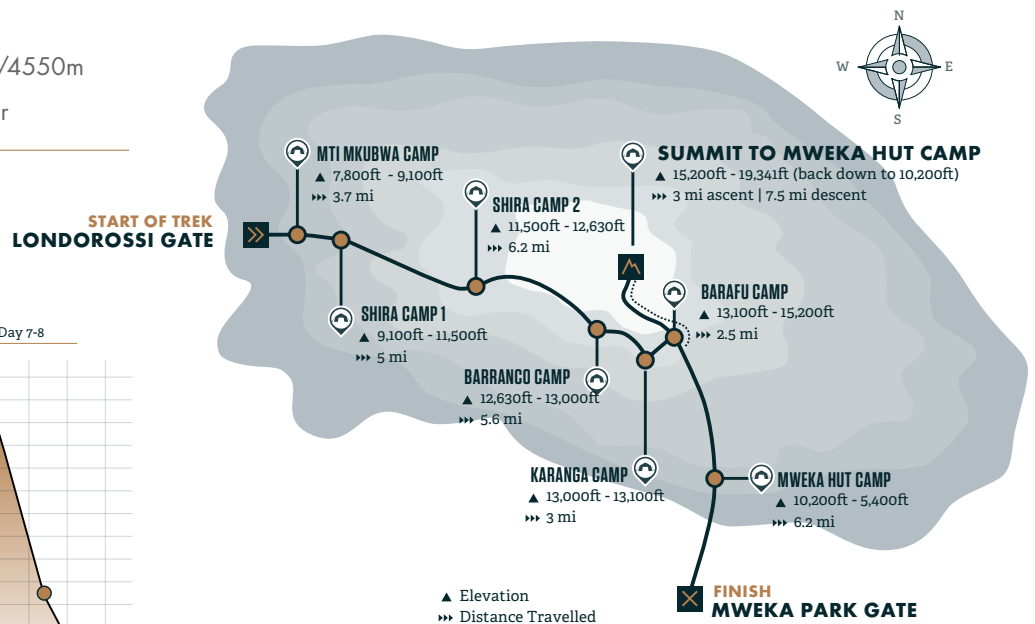 /4550m
r
N
W
E
S
MTI MKUBWA CAMP
▲ 7,800ft - 9,100ft
3.7 mi
SUMMIT TO MWEKA HUT CAMP
▲ 15,200ft - 19,341ft (back down to 10,200ft)
3 mi ascent | 7.5 mi descent
SHIRA CAMP 2
▲ 11,500ft - 12,630ft
6.2 mi
START OF TREK
LONDOROSSI GATE
BARAFU CAMP
▲ 13,100ft - 15,200ft
2.5 mi
SHIRA CAMP 1
▲ 9,100ft - 11,500ft
5 mi
Day 7-8
BARRANCO CAMP
▲ 12,630ft - 13,000ft
5.6 mi
KARANGA CAMP
▲ 13,000ft - 13,100ft
3 mi
MWEKA HUT CAMP
▲ 10,200ft - 5,400ft
6.2 mi
FINISH
MWEKA PARK GATE
▲ Elevation
Distance Travelled